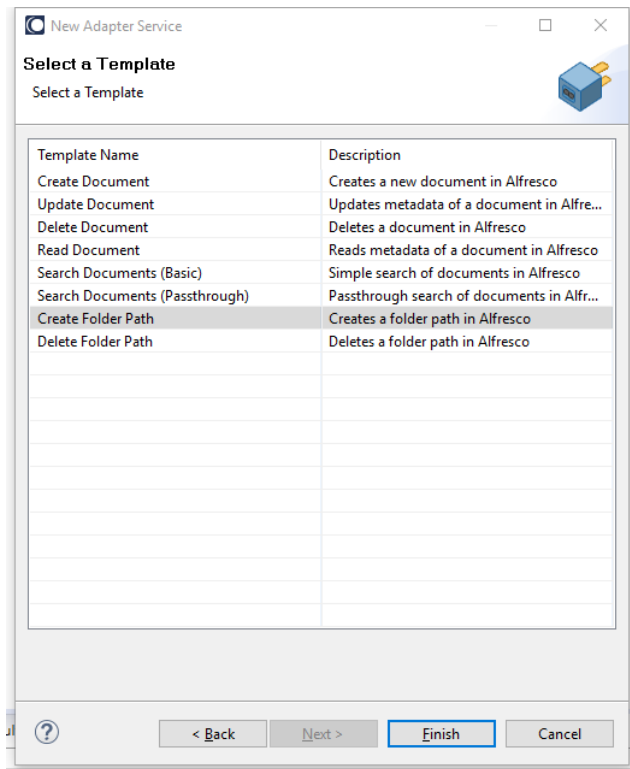 New Adapter Service
Select a Template
Select a Template
Template Name Description
Create Document Creates a new document in Alfresco
Update Document Updates metadata of a document in Alfre...
Delete Document Deletes a document in Alfresco
Read Document Reads metadata of a document in Alfresco
Search Documents (Basic) Simple search of documents in Alfresco
Search Documents (Passthrough) Passthrough search of documents in Alfr...
Create Folder Path Creates a folder path in Alfresco
Delete Folder Path Deletes a folder path in Alfresco
? < Back Next > Finish Cancel